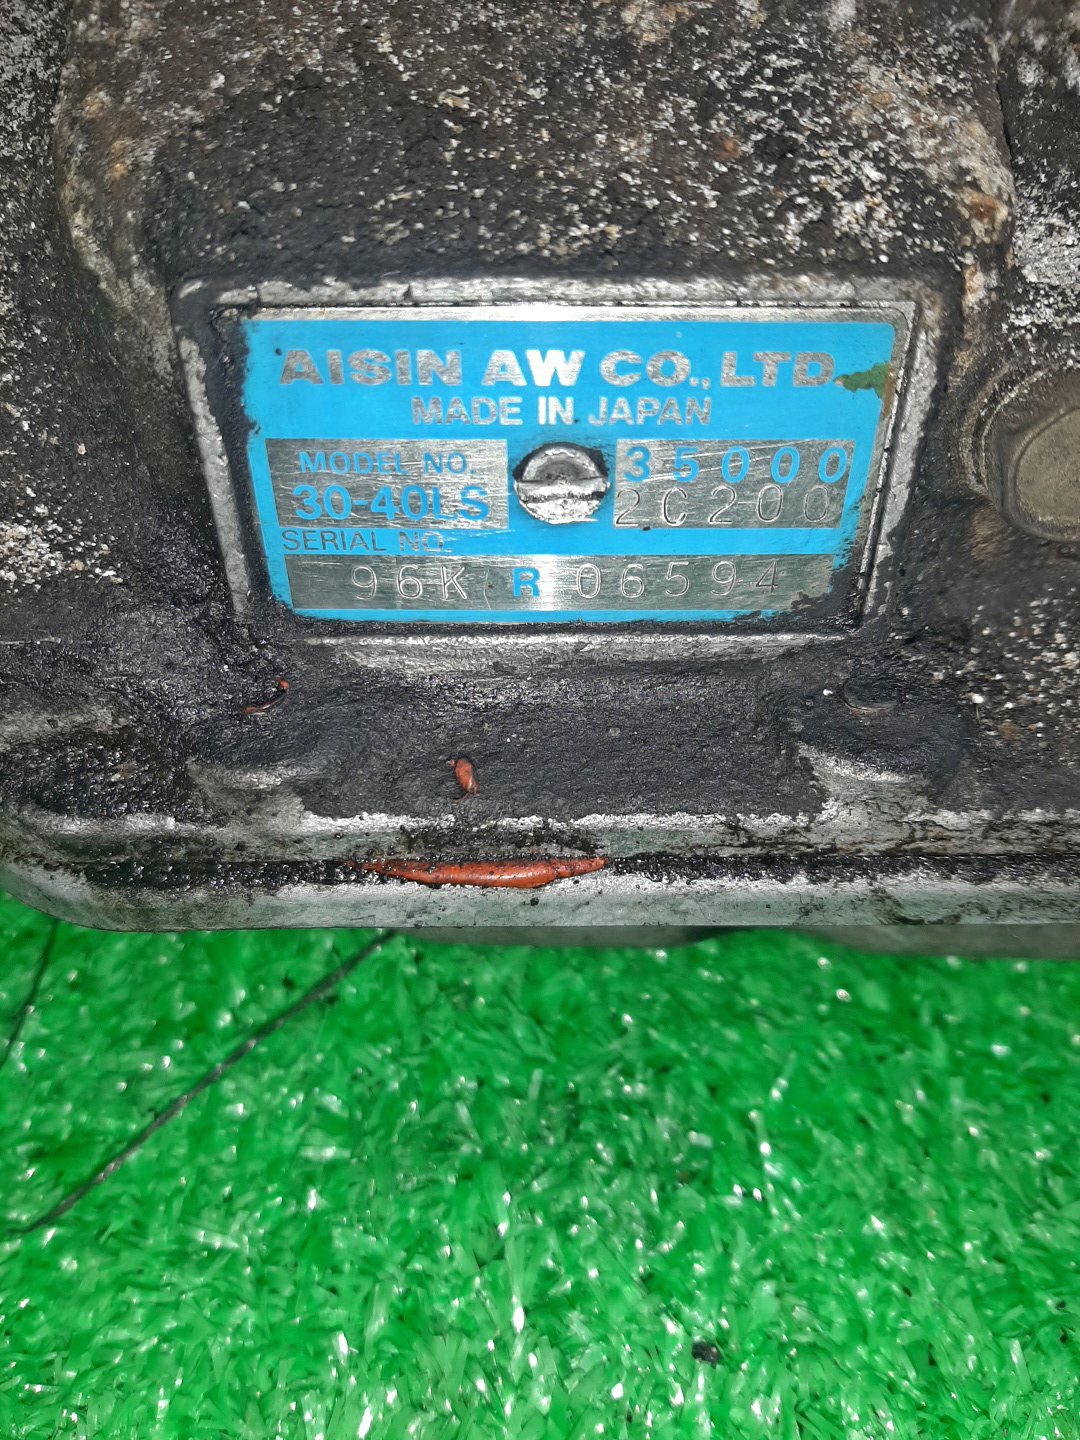 AISIN AW CO., LTD.
MADE IN JAPAN
MODEL NO. 35000
30-40LS 2C200
SERIAL NO.
96K R 06594